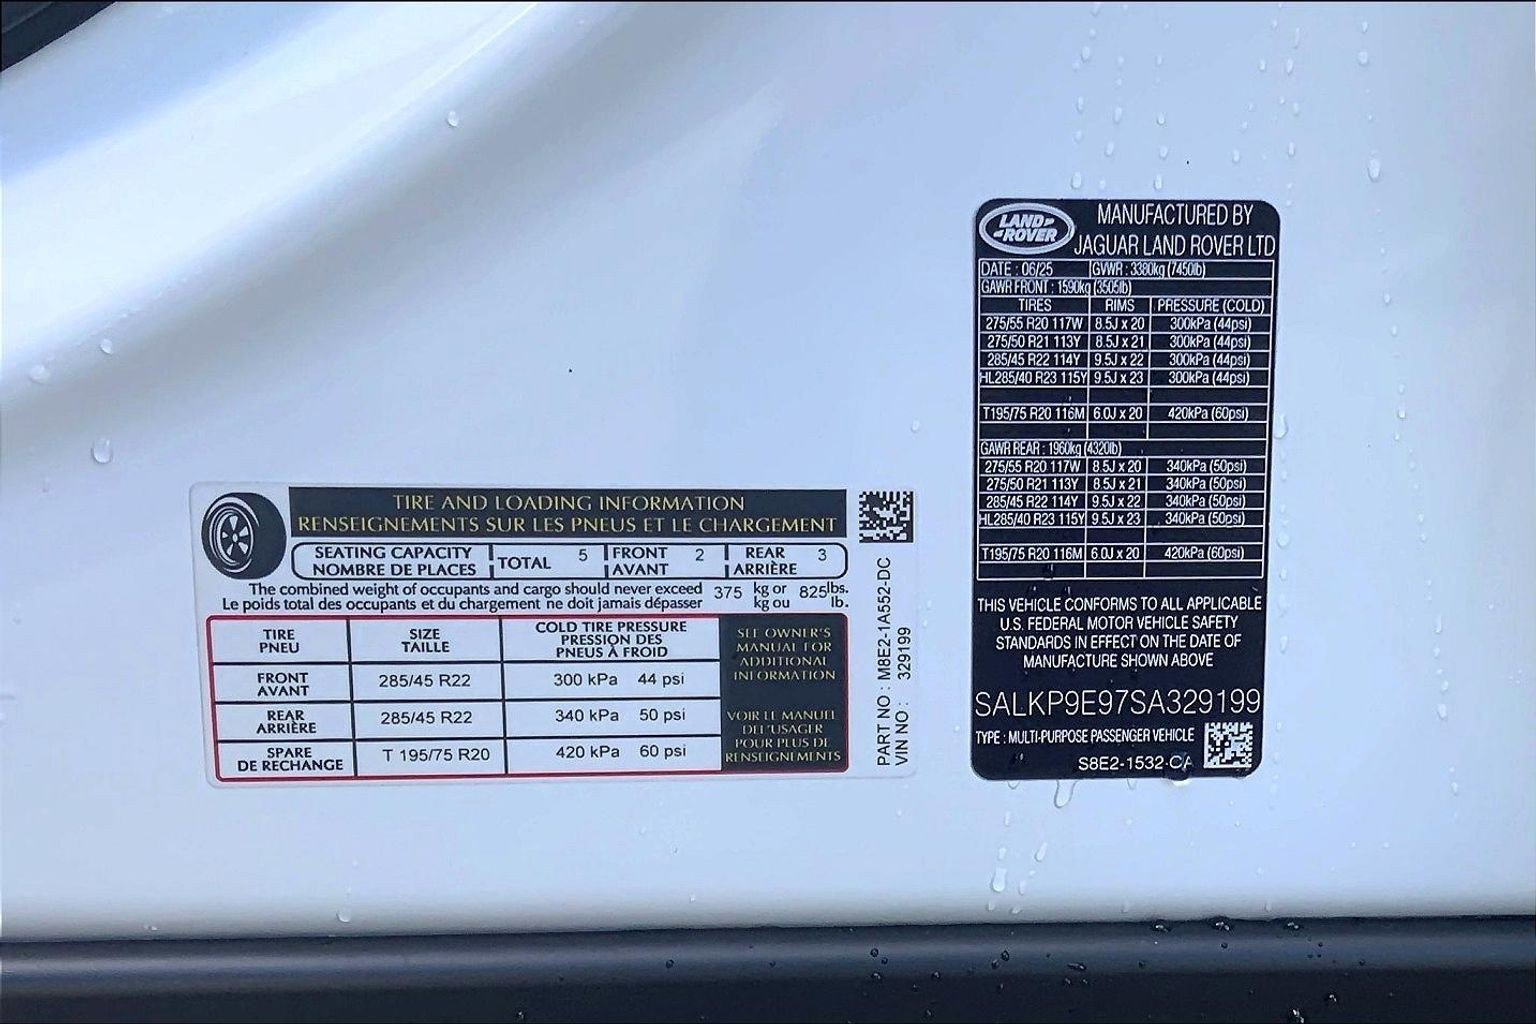 TIRE AND LOADING INFORMATION
RENSEIGNEMENTS SUR LES PNEUS ET LE CHARGEMENT
SEATING CAPACITY TOTAL 5 FRONT 2 REAR 3
NOMBRE DE PLACES AVANT ARRIÈRE
The combined weight of occupants and cargo should never exceed 375 kg or 825 lbs.
Le poids total des occupants et du chargement ne doit jamais dépasser kg ou lb.
TIRE SIZE COLD TIRE PRESSURE
PNEU TAILLE PRESSION DES
PNEUS À FROID
FRONT 285/45 R22 300 kPa 44 psi
AVANT
REAR 285/45 R22 340 kPa 50 psi
ARRIÈRE
SPARE T 195/75 R20 420 kPa 60 psi
DE RECHANGE
SEE OWNER'S
MANUAL FOR
ADDITIONAL
INFORMATION
VOIR LE MANUEL
DE L'USAGER
POUR PLUS DE
RENSEIGNEMENTS
PART NO : M8E2-1A552-DC
VIN NO : 329199
LAND ROVER
MANUFACTURED BY
JAGUAR LAND ROVER LTD
DATE : 06/25 GVWR : 3380kg (7450lb)
GAWR FRONT : 1590kg (3505lb)
TIRES RIMS PRESSURE (COLD)
275/55 R20 117W 8.5J x 20 300kPa (44psi)
275/50 R21 113Y 8.5J x 21 300kPa (44psi)
285/45 R22 114Y 9.5J x 22 300kPa (44psi)
HL285/40 R23 115Y 9.5J x 23 300kPa (44psi)
T195/75 R20 116M 6.0J x 20 420kPa (60psi)
GAWR REAR : 1960kg (4320lb)
275/55 R20 117W 8.5J x 20 340kPa (50psi)
275/50 R21 113Y 8.5J x 21 340kPa (50psi)
285/45 R22 114Y 9.5J x 22 340kPa (50psi)
HL285/40 R23 115Y 9.5J x 23 340kPa (50psi)
T195/75 R20 116M 6.0J x 20 420kPa (60psi)
THIS VEHICLE CONFORMS TO ALL APPLICABLE
U.S. FEDERAL MOTOR VEHICLE SAFETY
STANDARDS IN EFFECT ON THE DATE OF
MANUFACTURE SHOWN ABOVE
SALKP9E97SA329199
TYPE : MULTI-PURPOSE PASSENGER VEHICLE
S8E2-1532-CA